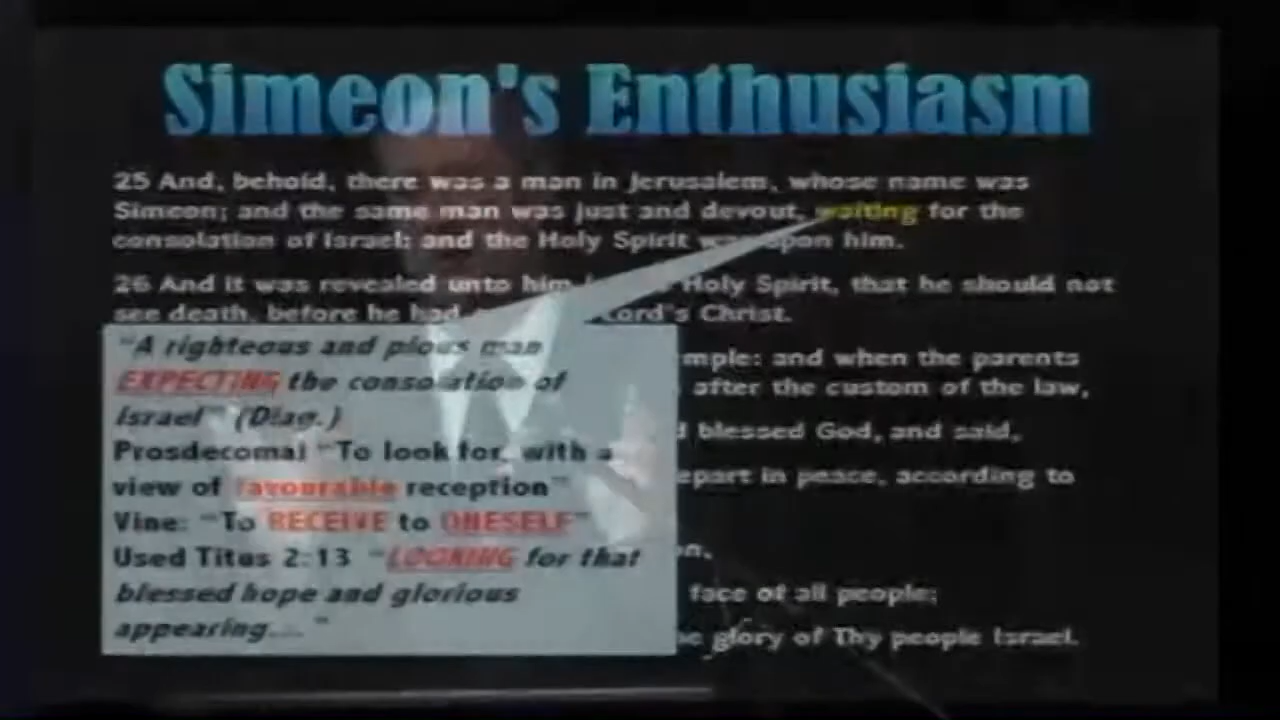 Simeon's Enthusiasm
25 And, behold, there was a man in Jerusalem, whose name was
Simeon; and the same man was just and devout, waiting for the
consolation of Israel: and the Holy Spirit was upon him.
26 And it was revealed unto him Holy Spirit, that he should not
see death, before he had Lord's Christ.
mple: and when the parents
after the custom of the law,
d blessed God, and said,
epart in peace, according to
on,
face of all people;
he glory of Thy people Israel.
"A righteous and pious man
EXPECTING the consolation of
Israel" (Diag.)
Prosdecomai "To look for, with a
view of favourable reception"
Vine: "To RECEIVE to ONESELF"
Used Titus 2:13 "LOOKING for that
blessed hope and glorious
appearing... "